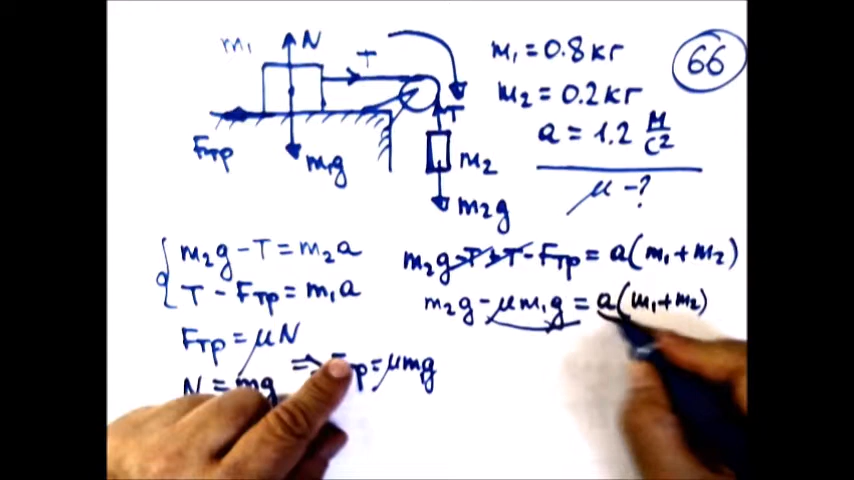 m₁ N T
m₁ = 0.8 кг
66
m₂ = 0.2 кг
T
a = 1.2 м/с²
Fтр m₁g m₂
μ - ?
m₂g
m₂g - T = m₂a
m₂g - T + T - Fтр = a(m₁ + m₂)
T - Fтр = m₁a
m₂g - μm₁g = a(m₁ + m₂)
Fтр = μN
N = mg ⇒ Fтр = μmg